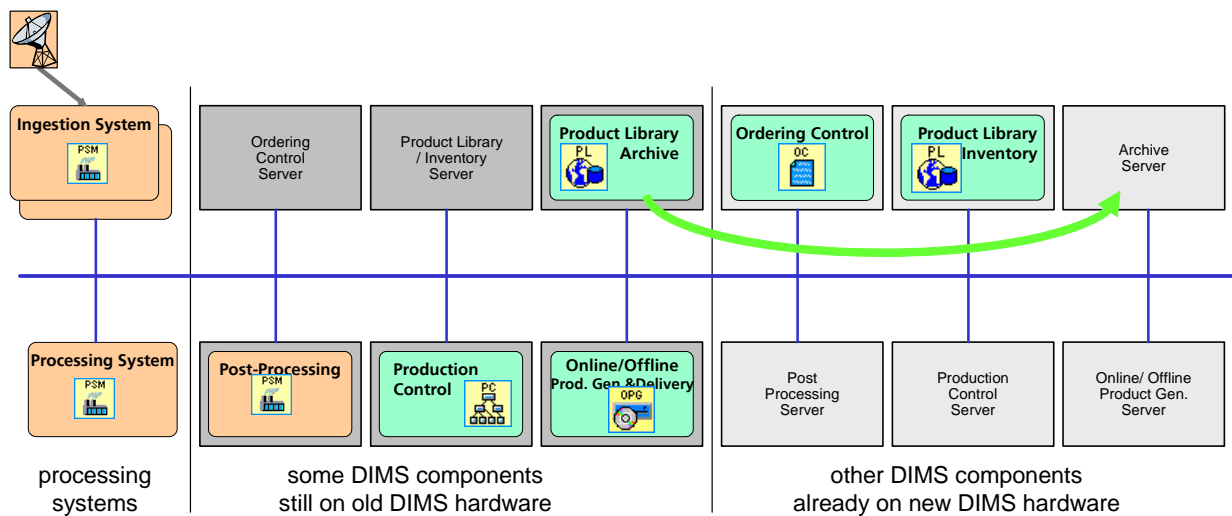 Ingestion System
PSM
Ordering
Control
Server
Product Library
/ Inventory
Server
Product Library
Archive
PL
Ordering Control
OC
Product Library
Inventory
PL
Archive
Server
Processing System
PSM
Post-Processing
PSM
Production
Control
PC
Online/Offline
Prod. Gen.&Delivery
OPG
Post
Processing
Server
Production
Control
Server
Online/ Offline
Product Gen.
Server
processing
systems
some DIMS components
still on old DIMS hardware
other DIMS components
already on new DIMS hardware